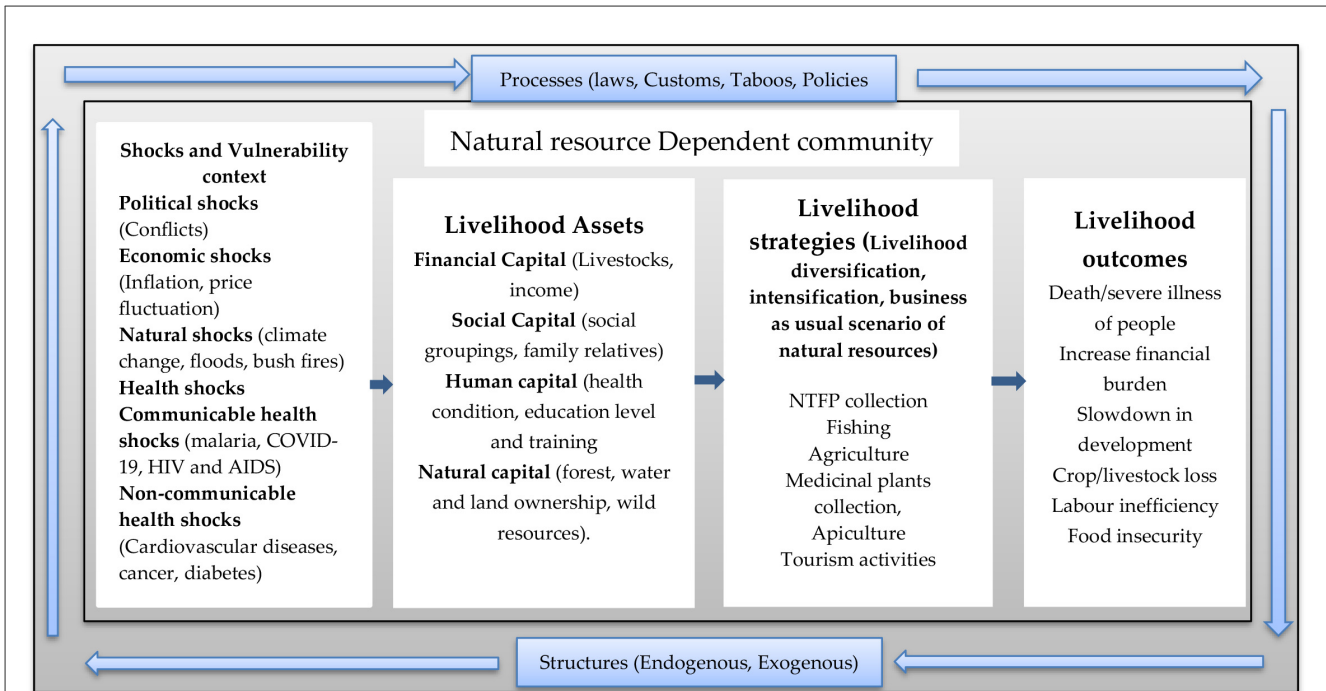 Processes (laws, Customs, Taboos, Policies
Natural resource Dependent community
Shocks and Vulnerability
context
Political shocks
(Conflicts)
Economic shocks
(Inflation, price
fluctuation)
Natural shocks (climate
change, floods, bush fires)
Health shocks
Communicable health
shocks (malaria, COVID-
19, HIV and AIDS)
Non-communicable
health shocks
(Cardiovascular diseases,
cancer, diabetes)
Livelihood Assets
Financial Capital (Livestocks,
income)
Social Capital (social
groupings, family relatives)
Human capital (health
condition, education level
and training
Natural capital (forest, water
and land ownership, wild
resources).
Livelihood
strategies (Livelihood
diversification,
intensification, business
as usual scenario of
natural resources)
NTFP collection
Fishing
Agriculture
Medicinal plants
collection,
Apiculture
Tourism activities
Livelihood
outcomes
Death/severe illness
of people
Increase financial
burden
Slowdown in
development
Crop/livestock loss
Labour inefficiency
Food insecurity
Structures (Endogenous, Exogenous)